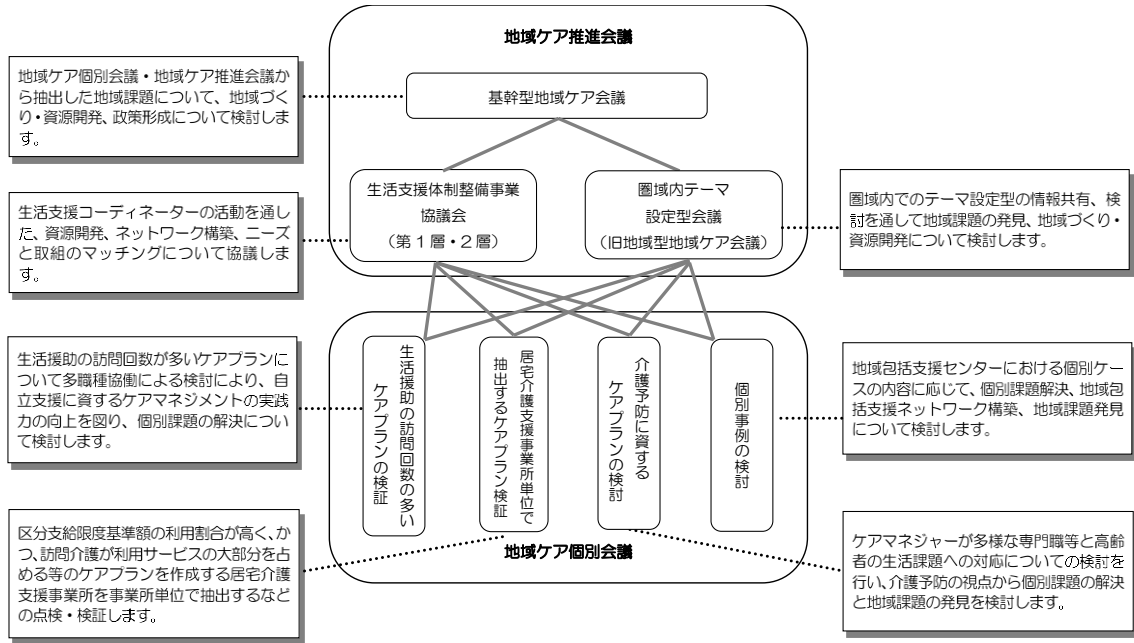 地域ケア推進会議
地域ケア個別会議・地域ケア推進会議か
ら抽出した地域課題について、地域づく
り・資源開発、政策形成について検討しま
す。
基幹型地域ケア会議
生活支援コーディネーターの活動を通し
た、資源開発、ネットワーク構築、ニーズ
と取組のマッチングについて協議しま
す。
生活支援体制整備事業
協議会
（第１層・２層）
圏域内テーマ
設定型会議
（旧地域型地域ケア会議）
圏域内でのテーマ設定型の情報共有、検
討を通して地域課題の発見、地域づくり・
資源開発について検討します。
生活援助の訪問回数が多いケアプランに
ついて多職種協働による検討により、自
立支援に資するケアマネジメントの実践
力の向上を図り、個別課題の解決につい
て検討します。
生活援助の訪問回数の多い
ケアプランの検証
居宅介護支援事業所単位で
抽出するケアプラン検証
介護予防に資する
ケアプランの検討
個別事例の検討
地域包括支援センターにおける個別ケー
スの内容に応じて、個別課題解決、地域包
括支援ネットワーク構築、地域課題発見
について検討します。
区分支給限度基準額の利用割合が高く、か
つ、訪問介護が利用サービスの大部分を占
める等のケアプランを作成する居宅介護
支援事業所を事業所単位で抽出するなど
の点検・検証します。
地域ケア個別会議
ケアマネジャーが多様な専門職等と高齢
者の生活課題への対応についての検討を
行い、介護予防の視点から個別課題の解決
と地域課題の発見を検討します。